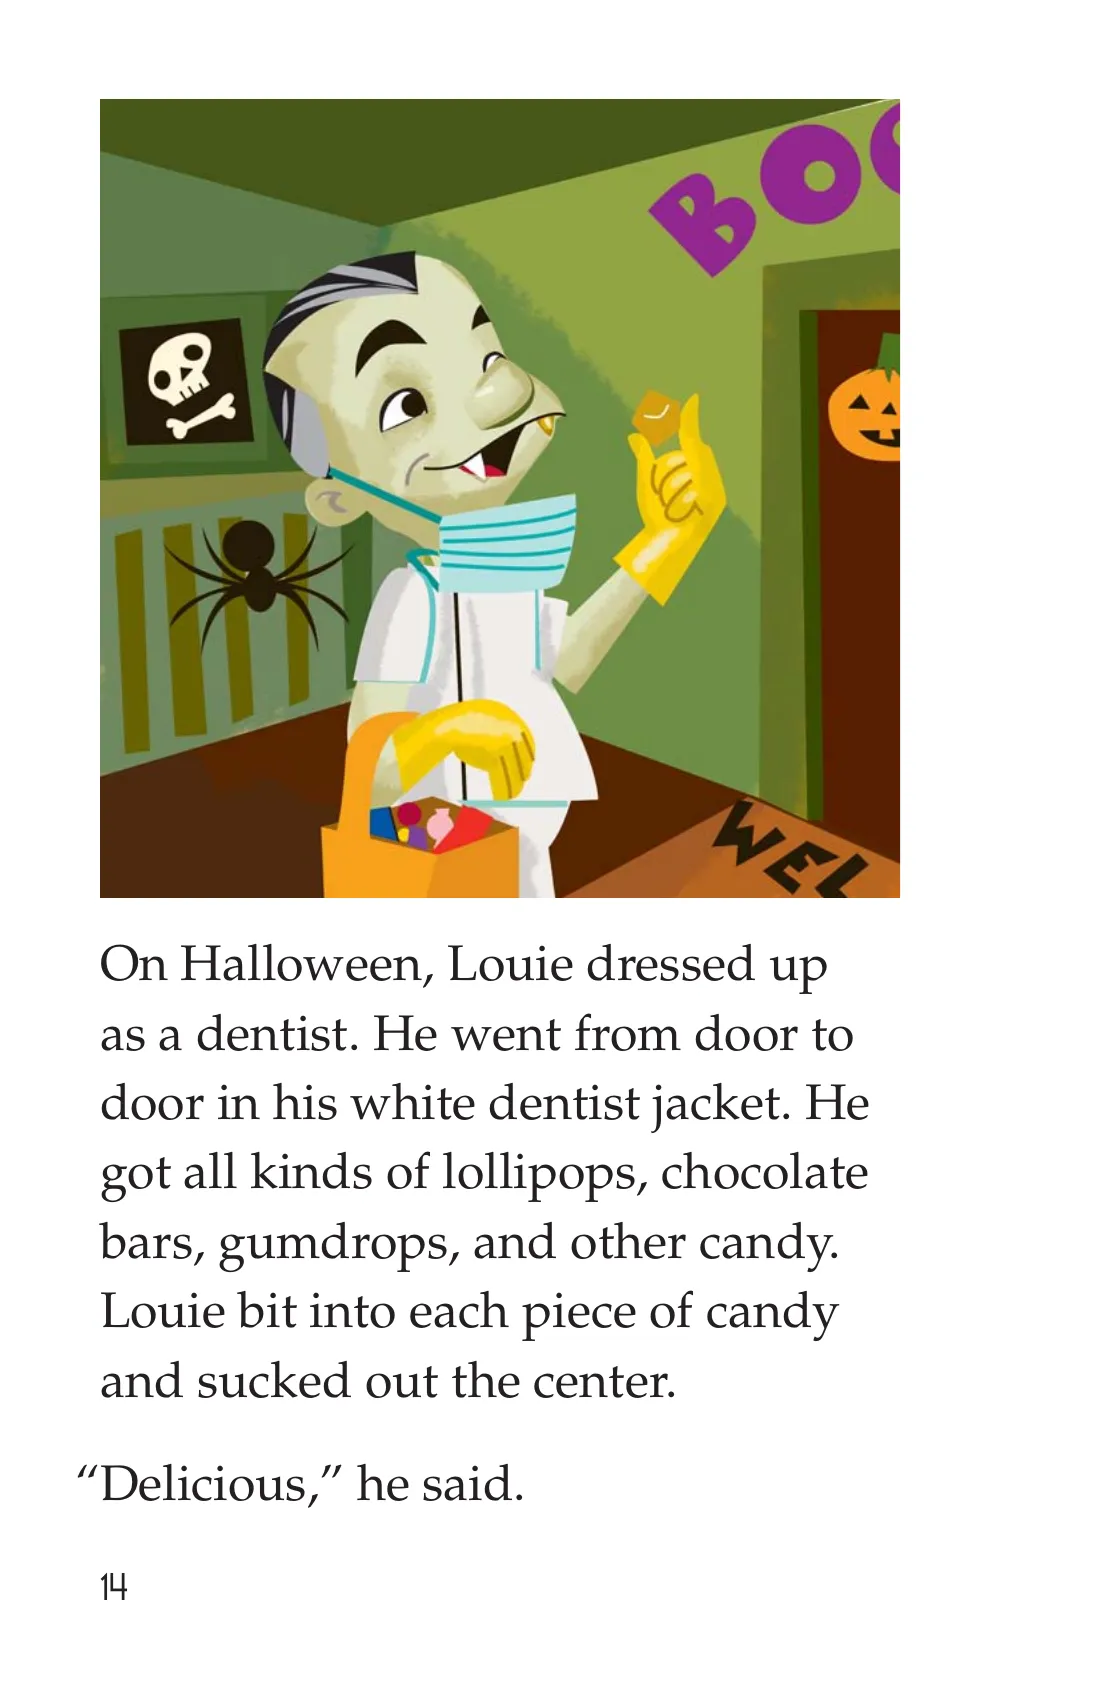 BOO
WEL
On Halloween, Louie dressed up
as a dentist. He went from door to
door in his white dentist jacket. He
got all kinds of lollipops, chocolate
bars, gumdrops, and other candy.
Louie bit into each piece of candy
and sucked out the center.
“Delicious,” he said.
14